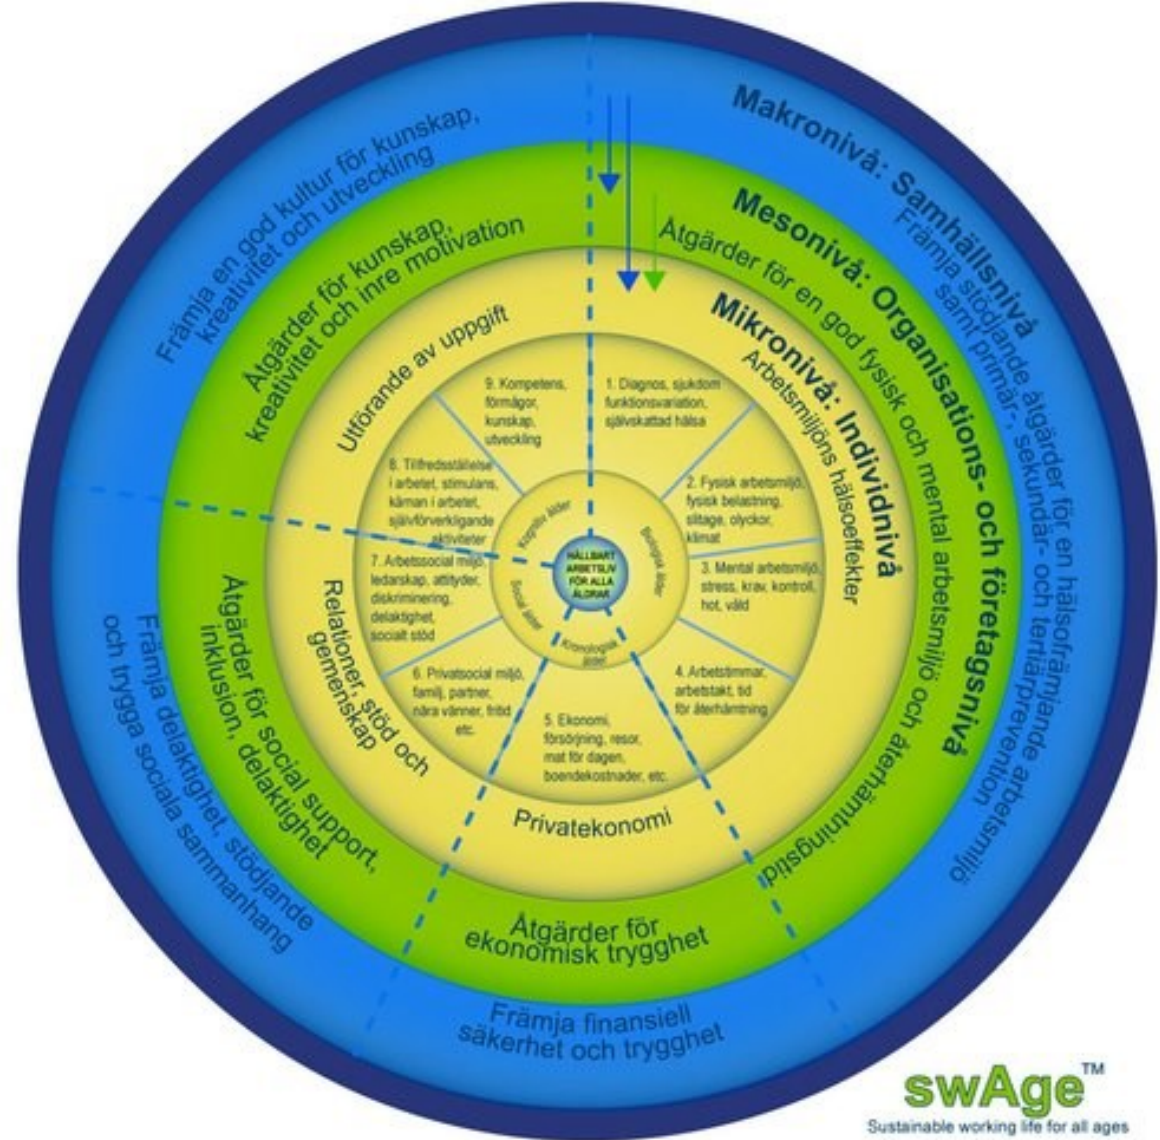 Makronivå: Samhällsnivå
Främja stödjande åtgärder för en hälsofrämjande arbetsmiljö
samt primär-, sekundär- och tertiärprevention
Mesonivå: Organisations- och företagsnivå
Åtgärder för en god fysisk och mental arbetsmiljö och återhämtningstid
Mikronivå: Individnivå
Arbetsmiljöns hälsoeffekter
Främja en god kultur för kunskap,
kreativitet och utveckling
Åtgärder för kunskap,
kreativitet och inre motivation
Utförande av uppgift
9. Kompetens,
förmågor,
kunskap,
utveckling
1. Diagnos, sjukdom
funktionsvariation,
självskattad hälsa
8. Tillfredsställelse
i arbetet, stimulans,
kärnan i arbetet,
självförverkligande
aktiviteter
2. Fysisk arbetsmiljö,
fysisk belastning,
slitage, olyckor,
klimat
Kognitiv ålder
Biologisk ålder
HÅLLBART
ARBETSLIV
FÖR ALLA
ÅLDRAR
Social ålder
Kronologisk
ålder
7. Arbetssocial miljö,
ledarskap, attityder,
diskriminering,
delaktighet,
socialt stöd
3. Mental arbetsmiljö,
stress, krav, kontroll,
hot, våld
6. Privatsocial miljö,
familj, partner,
nära vänner, fritid
etc.
4. Arbetstimmar,
arbetstakt, tid
för återhämtning
5. Ekonomi,
försörjning, resor,
mat för dagen,
boendekostnader, etc.
Relationer, stöd och
gemenskap
Åtgärder för social support,
inklusion, delaktighet
Främja delaktighet, stödjande
och trygga sociala sammanhang
Privatekonomi
Åtgärder för
ekonomisk trygghet
Främja finansiell
säkerhet och trygghet
swAge™
Sustainable working life for all ages